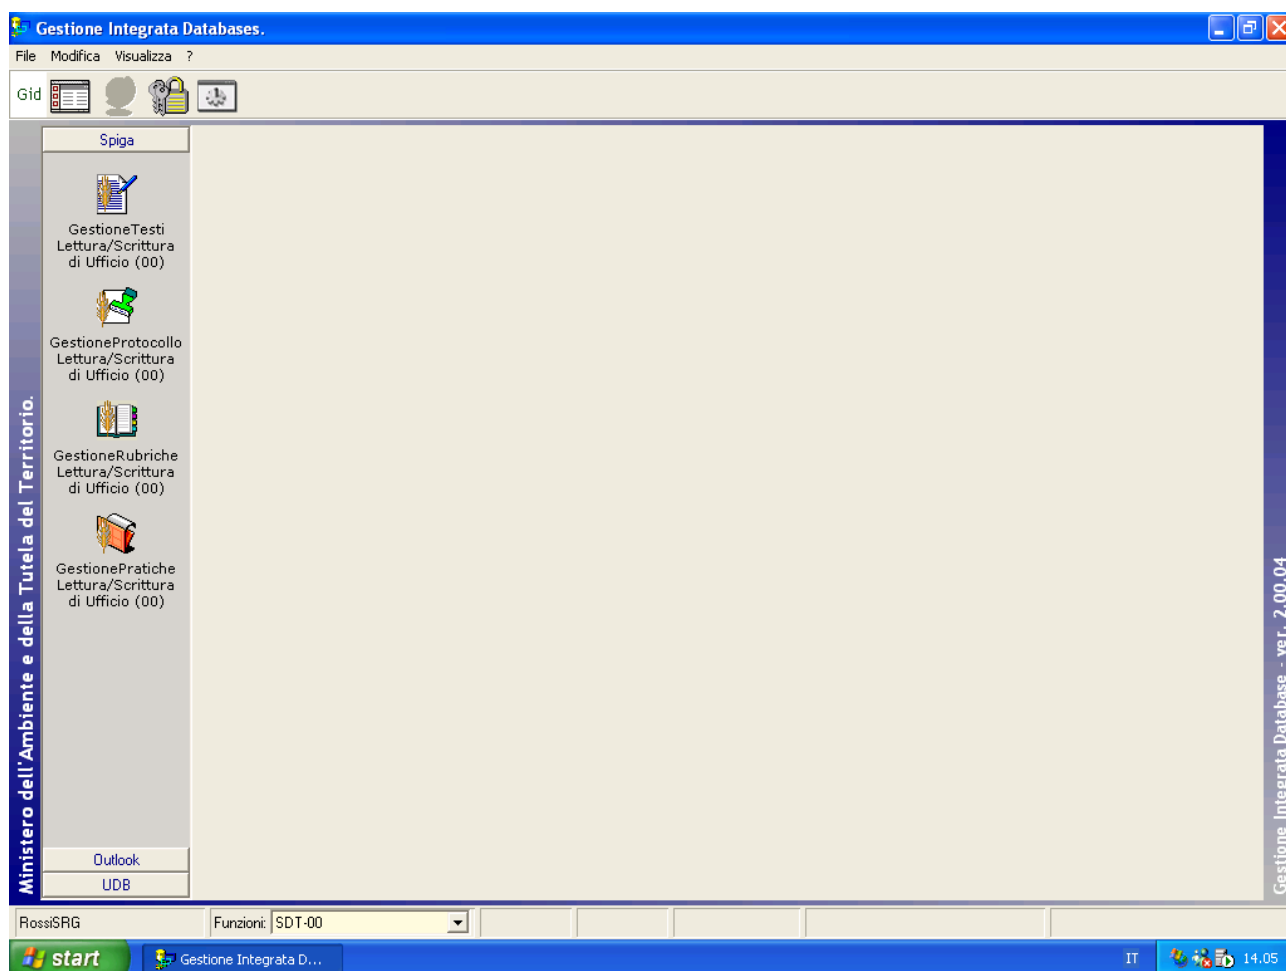 Gestione Integrata Databases.
File Modifica Visualizza ?
Gid
Spiga
GestioneTesti
Lettura/Scrittura
di Ufficio (00)
GestioneProtocollo
Lettura/Scrittura
di Ufficio (00)
GestioneRubriche
Lettura/Scrittura
di Ufficio (00)
GestionePratiche
Lettura/Scrittura
di Ufficio (00)
Outlook
UDB
Ministero dell'Ambiente e della Tutela del Territorio.
Gestione Integrata Database - ver. 2.00.04
RossiSRG Funzioni: SDT-00
start Gestione Integrata D... IT 14.05